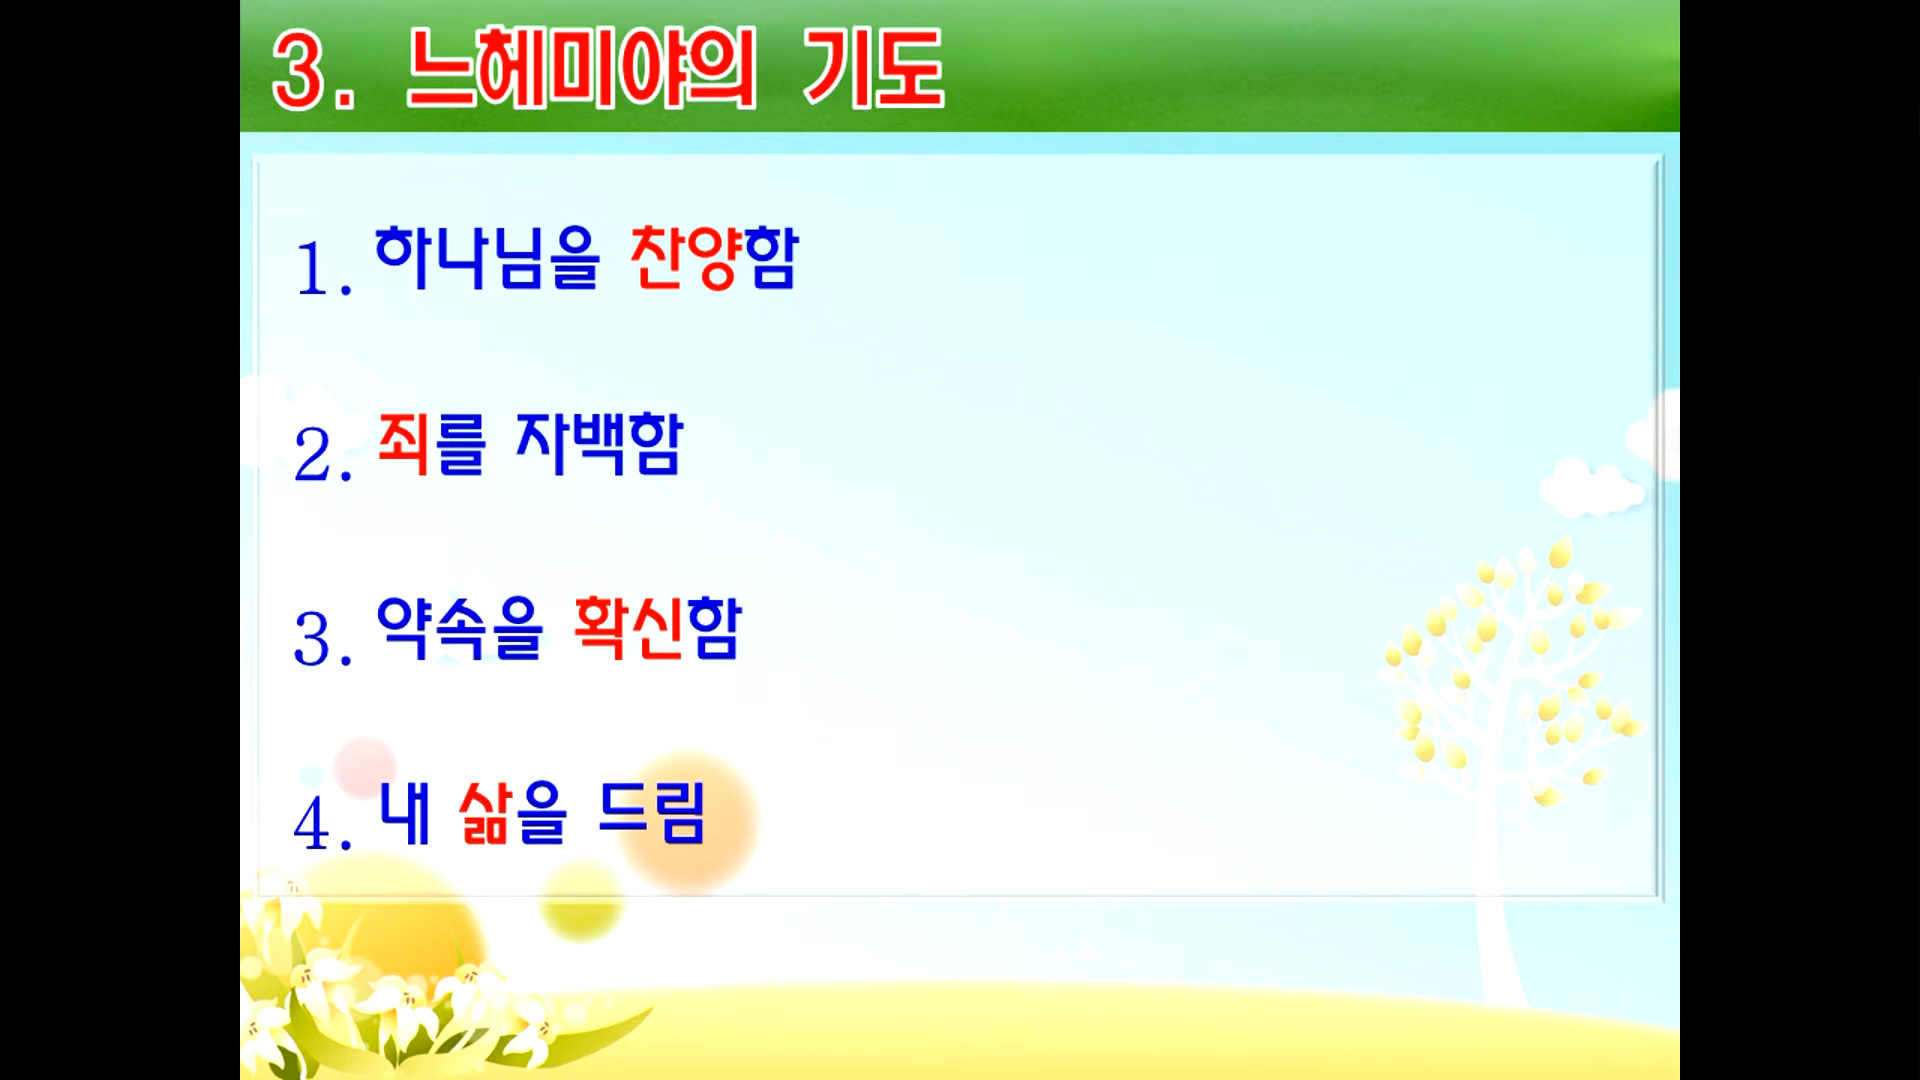 3. 느헤미야의 기도
1. 하나님을 찬양함
2. 죄를 자백함
3. 약속을 확신함
4. 내 삶을 드림